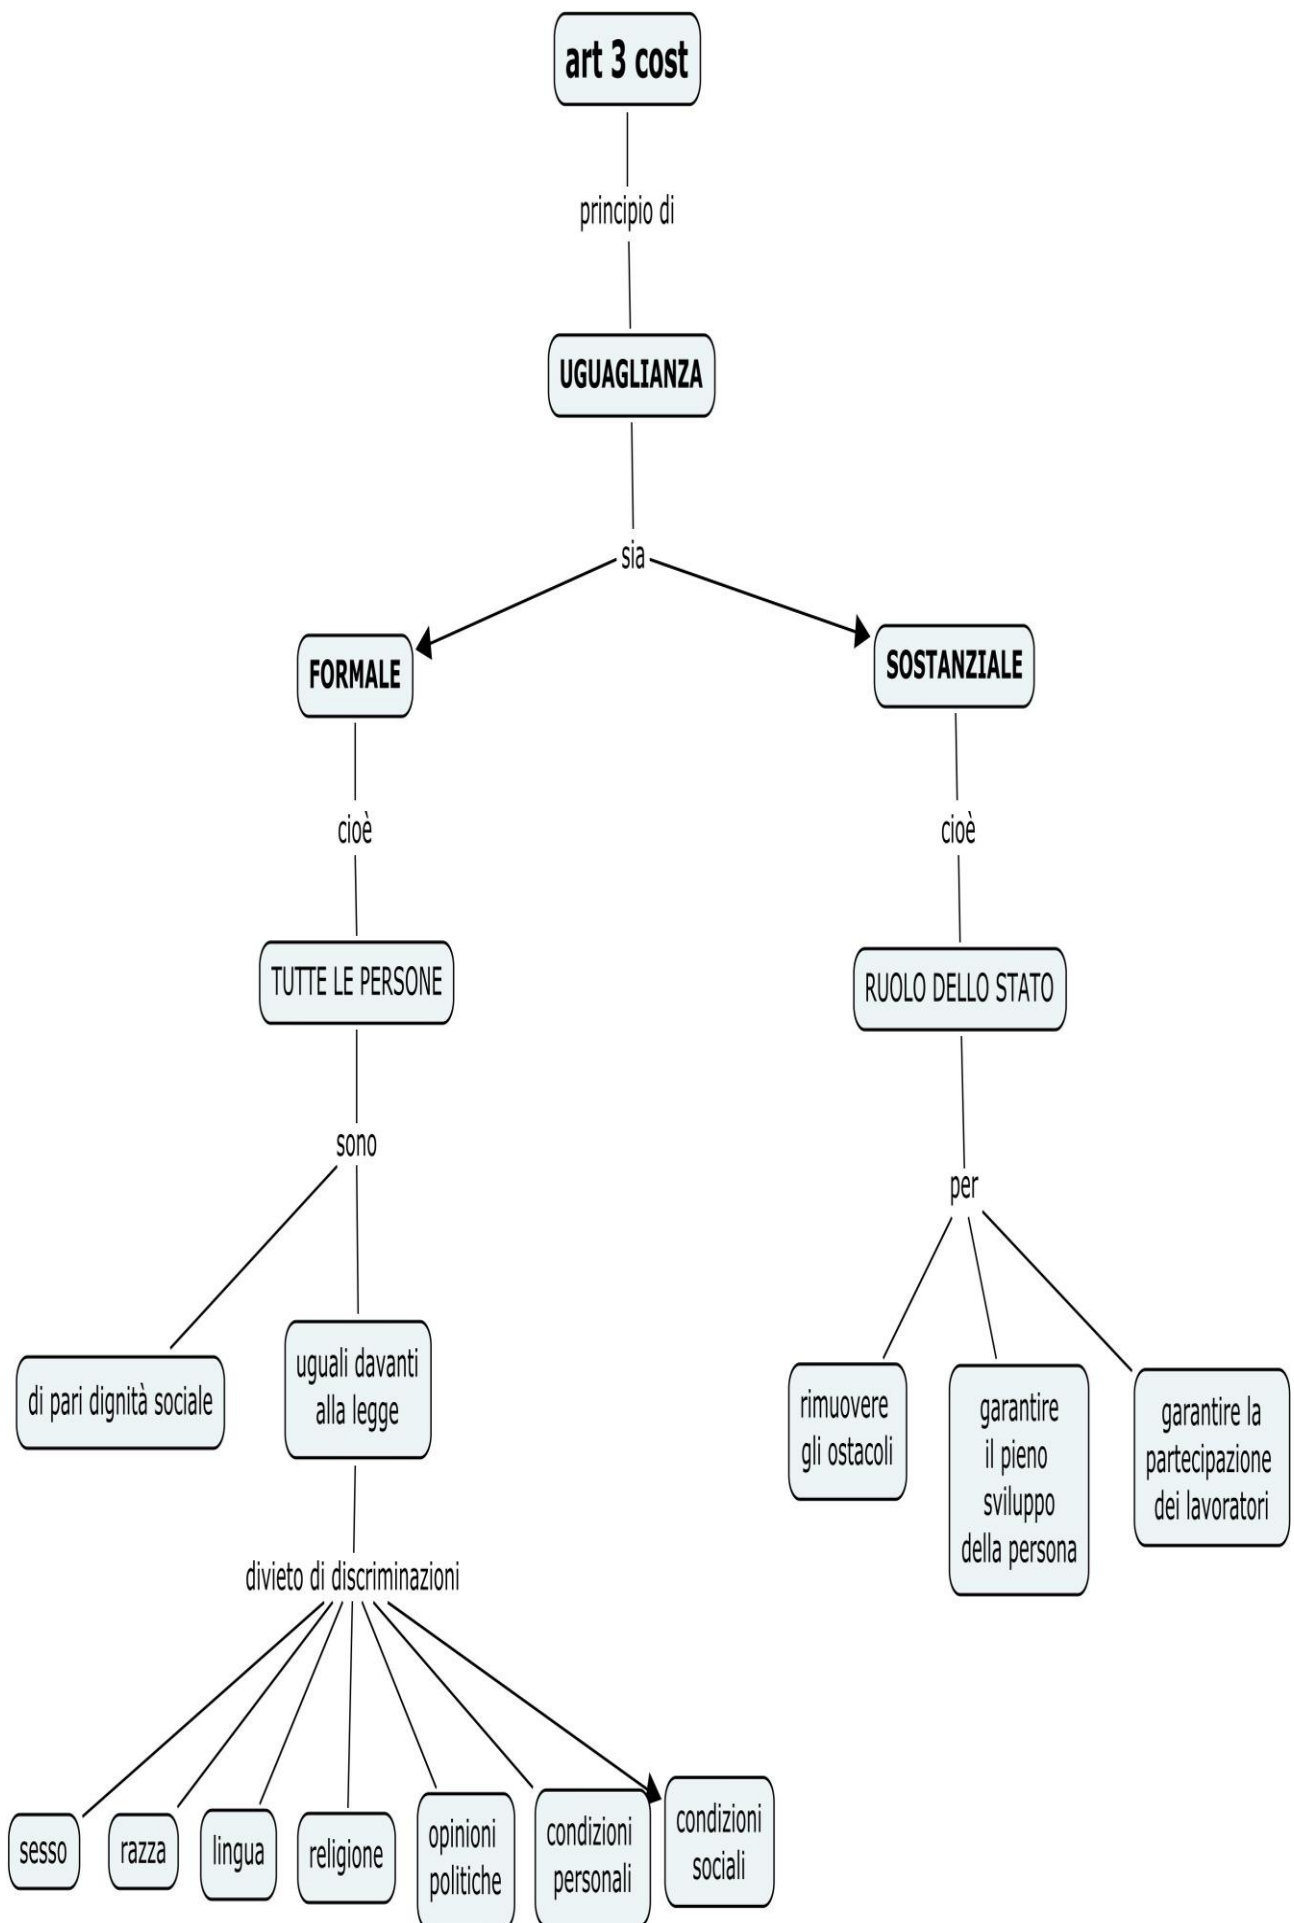 art 3 cost
principio di
UGUAGLIANZA
sia
FORMALE
SOSTANZIALE
cioè
cioè
TUTTE LE PERSONE
RUOLO DELLO STATO
sono
per
di pari dignità sociale
uguali davanti
alla legge
rimuovere
gli ostacoli
garantire
il pieno
sviluppo
della persona
garantire la
partecipazione
dei lavoratori
divieto di discriminazioni
sesso
razza
lingua
religione
opinioni
politiche
condizioni
personali
condizioni
sociali